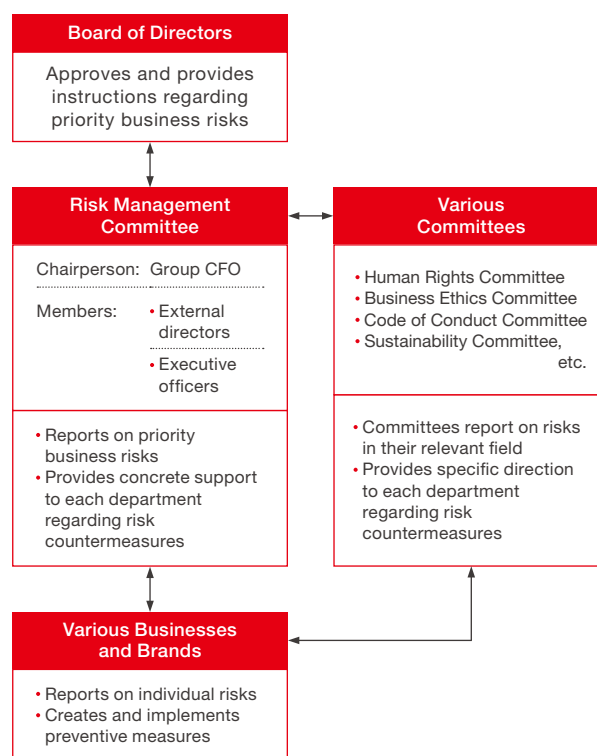 Board of Directors
Approves and provides
instructions regarding
priority business risks
Risk Management
Committee
Chairperson: Group CFO
Members: • External
directors
• Executive
officers
• Reports on priority
business risks
• Provides concrete support
to each department
regarding risk
countermeasures
Various
Committees
• Human Rights Committee
• Business Ethics Committee
• Code of Conduct Committee
• Sustainability Committee,
etc.
• Committees report on risks
in their relevant field
• Provides specific direction
to each department
regarding risk
countermeasures
Various Businesses
and Brands
• Reports on individual risks
• Creates and implements
preventive measures